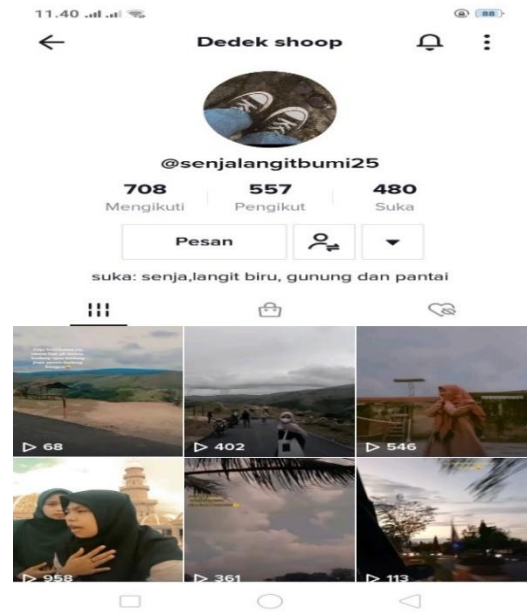 11.40
88
Dedek shoop
@senjalangitbumi25
708 557 480
Mengikuti Pengikut Suka
Pesan
suka: senja,langit biru, gunung dan pantai
68
402
546
958
361
113